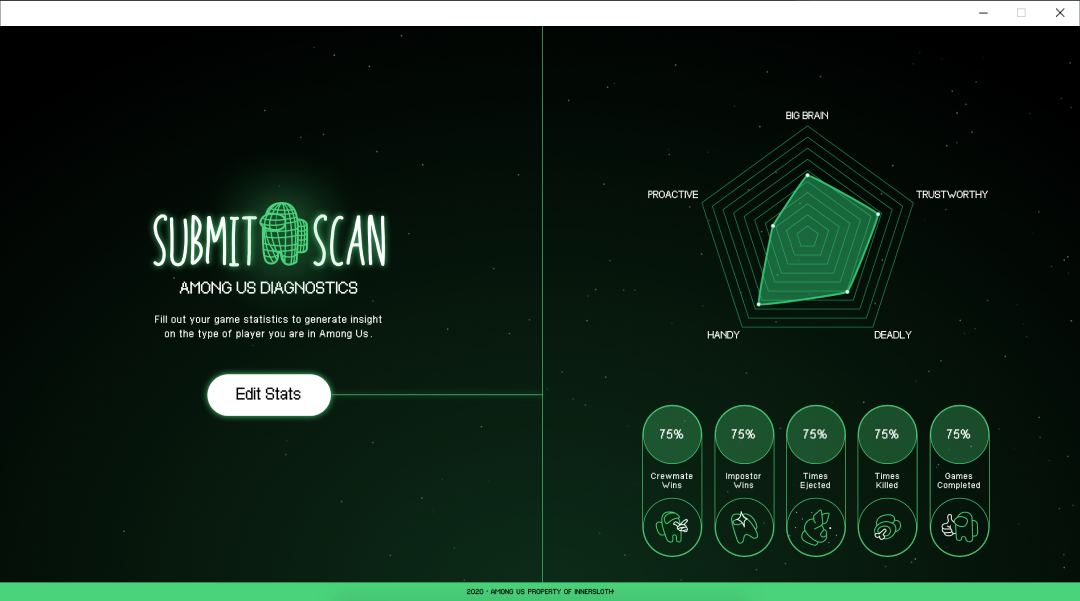 SUBMIT SCAN
AMONG US DIAGNOSTICS
Fill out your game statistics to generate insight
on the type of player you are in Among Us.
Edit Stats
BIG BRAIN
PROACTIVE
TRUSTWORTHY
HANDY
DEADLY
75%
Crewmate
Wins
75%
Impostor
Wins
75%
Times
Ejected
75%
Times
Killed
75%
Games
Completed
2020 · AMONG US PROPERTY OF INNERSLOTH